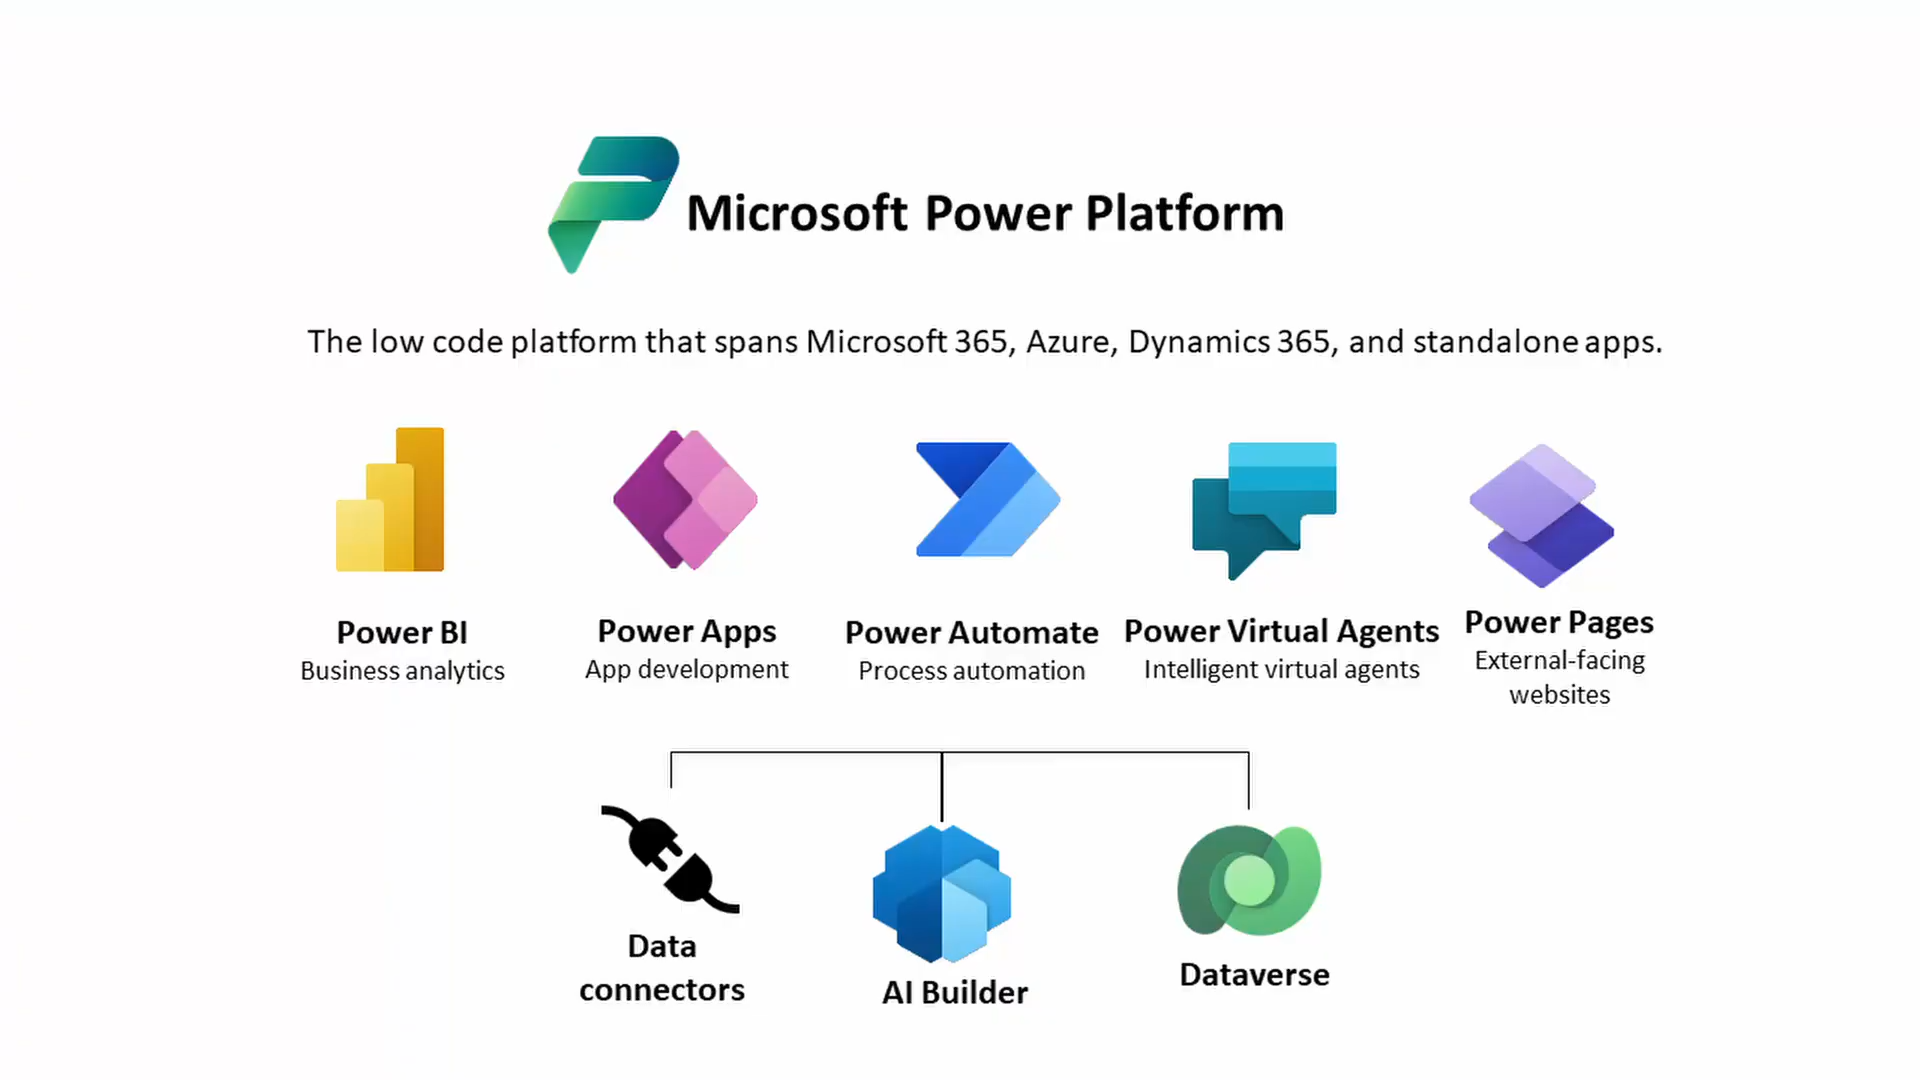 Microsoft Power Platform
The low code platform that spans Microsoft 365, Azure, Dynamics 365, and standalone apps.
Power BI
Business analytics
Power Apps
App development
Power Automate
Process automation
Power Virtual Agents
Intelligent virtual agents
Power Pages
External-facing
websites
Data
connectors
AI Builder
Dataverse